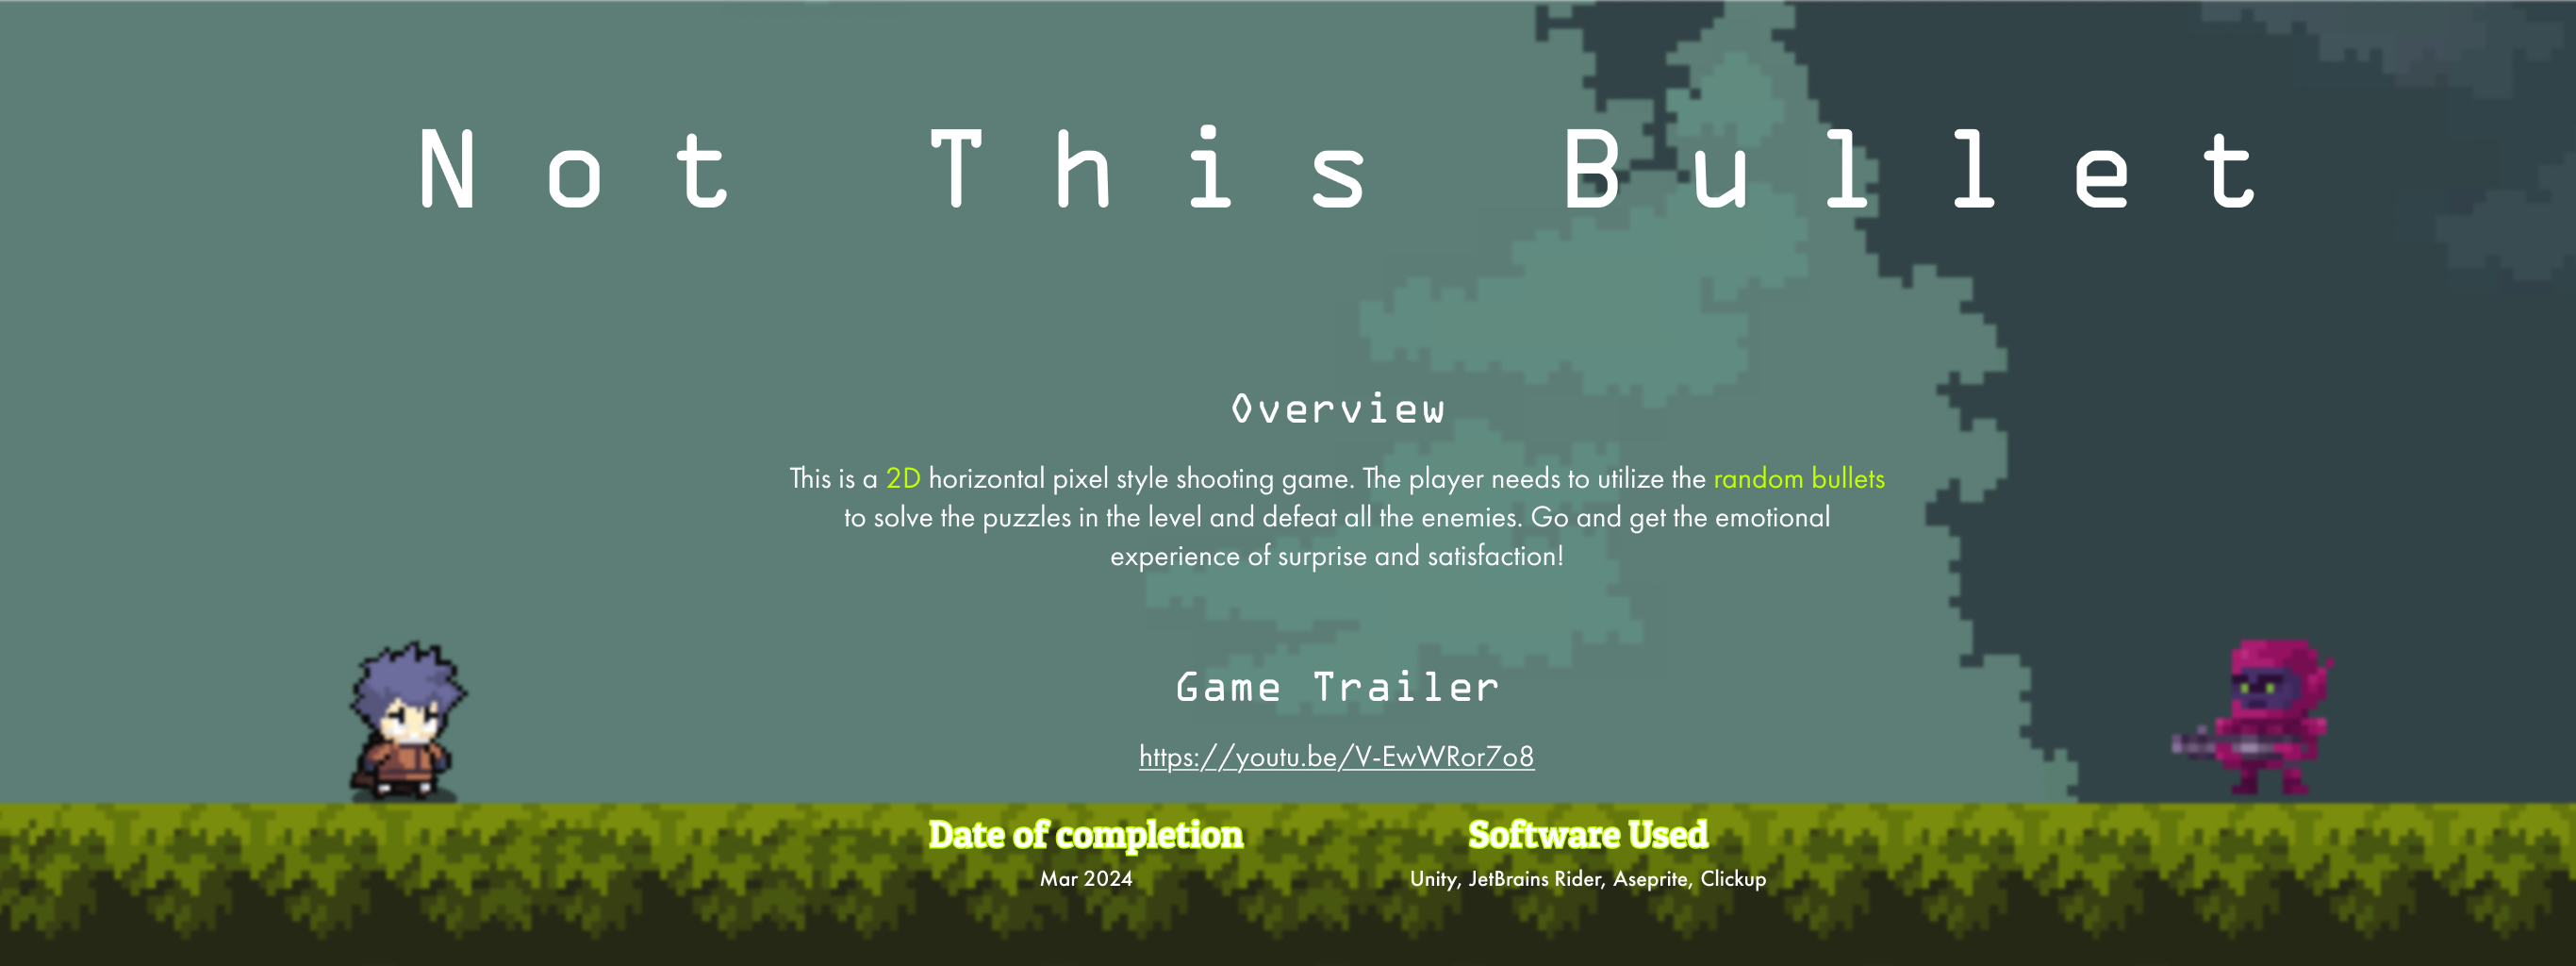 Not This Bullet
Overview
This is a 2D horizontal pixel style shooting game. The player needs to utilize the random bullets
to solve the puzzles in the level and defeat all the enemies. Go and get the emotional
experience of surprise and satisfaction!
Game Trailer
https://youtu.be/V-EwWRor7o8
Date of completion
Mar 2024
Software Used
Unity, JetBrains Rider, Aseprite, Clickup